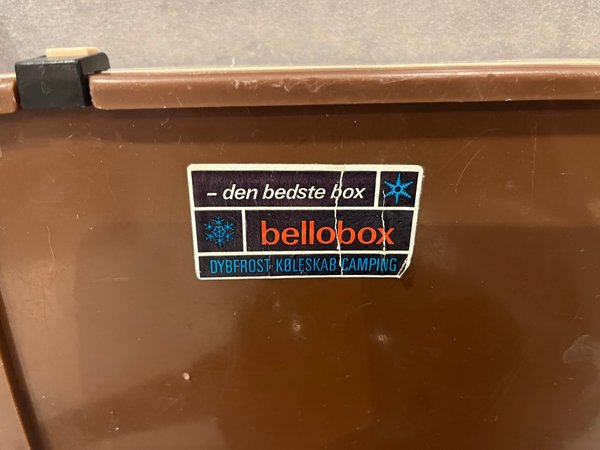 – den bedste box
bellobox
DYBFROST KØLESKAB CAMPING